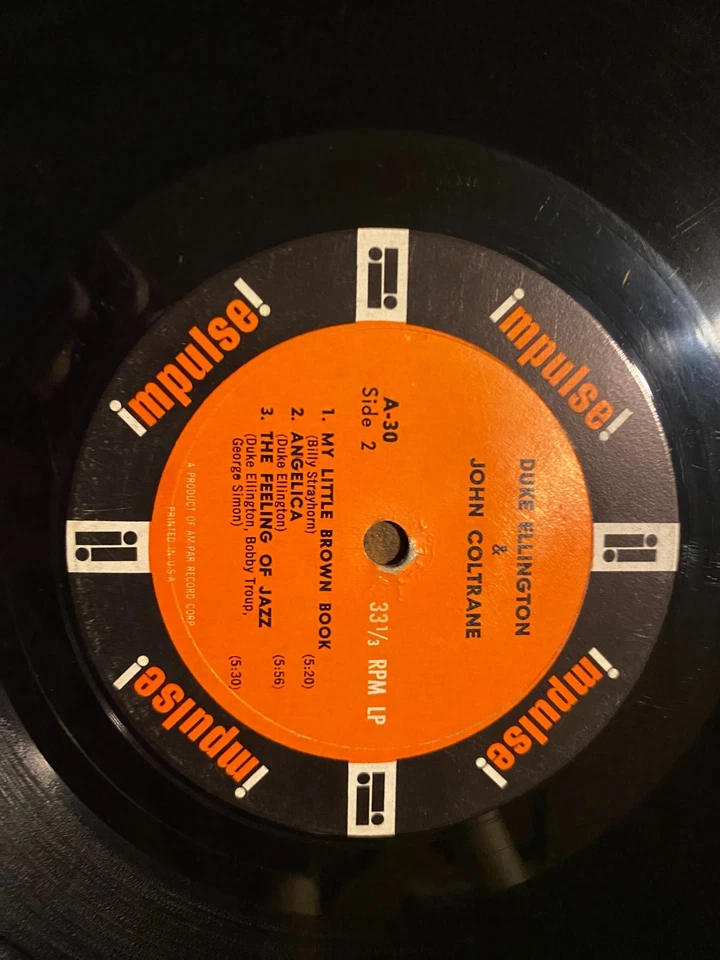 impulse!
impulse!
impulse!
impulse!
DUKE ELLINGTON
&
JOHN COLTRANE
A-30
Side 2
33⅓ RPM LP
1. MY LITTLE BROWN BOOK (5:20)
(Billy Strayhorn)
2. ANGELICA (5:56)
(Duke Ellington)
3. THE FEELING OF JAZZ (5:30)
(Duke Ellington, Bobby Troup,
George Simon)
A PRODUCT OF AM-PAR RECORD CORP.
PRINTED IN U.S.A